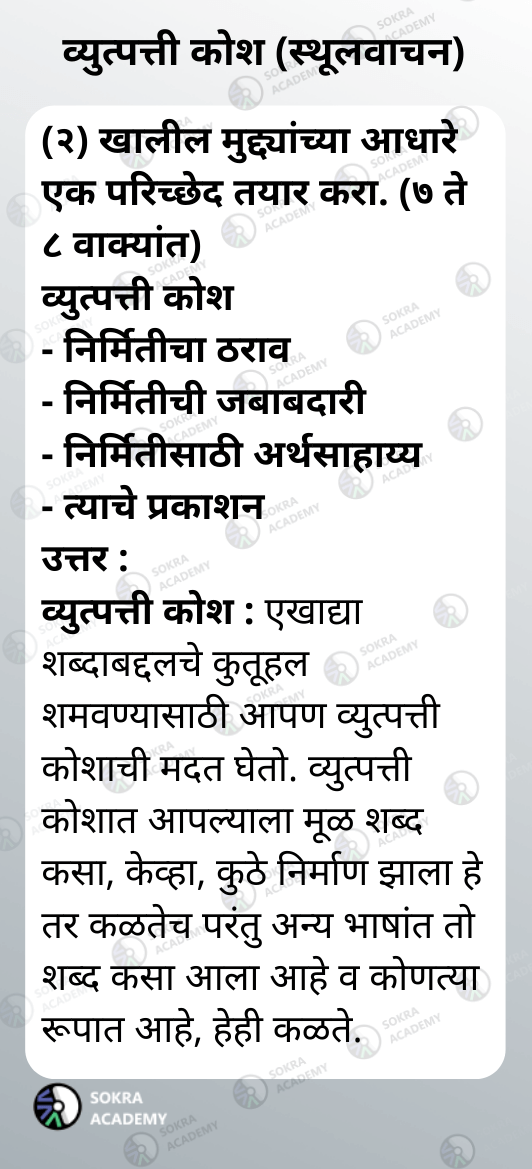 व्युत्पत्ती कोश (स्थूलवाचन)
(२) खालील मुद्द्यांच्या आधारे
एक परिच्छेद तयार करा. (७ ते
८ वाक्यांत)
व्युत्पत्ती कोश
- निर्मितीचा ठराव
- निर्मितीची जबाबदारी
- निर्मितीसाठी अर्थसाहाय्य
- त्याचे प्रकाशन
उत्तर :
व्युत्पत्ती कोश : एखाद्या
शब्दाबद्दलचे कुतूहल
शमवण्यासाठी आपण व्युत्पत्ती
कोशाची मदत घेतो. व्युत्पत्ती
कोशात आपल्याला मूळ शब्द
कसा, केव्हा, कुठे निर्माण झाला हे
तर कळतेच परंतु अन्य भाषांत तो
शब्द कसा आला आहे व कोणत्या
रूपात आहे, हेही कळते.
SOKRA
ACADEMY